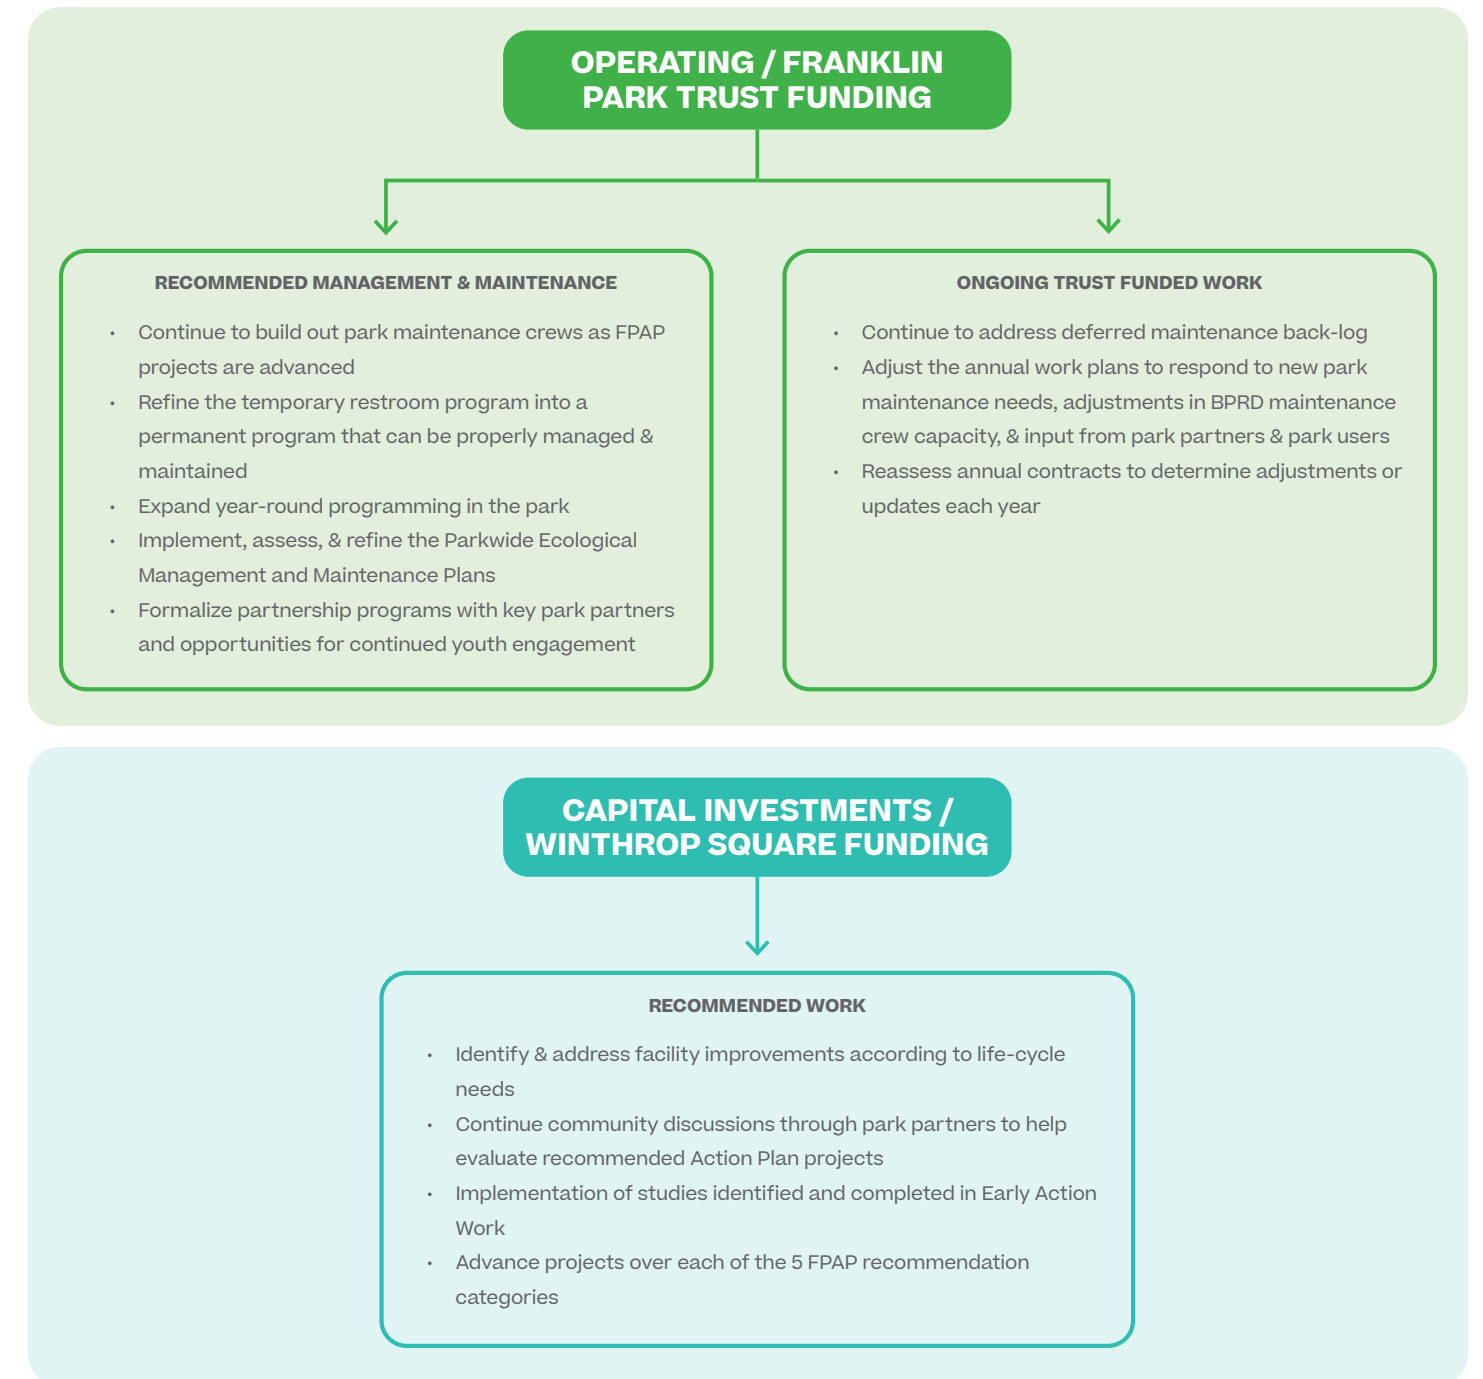 OPERATING / FRANKLIN
PARK TRUST FUNDING
RECOMMENDED MANAGEMENT & MAINTENANCE
• Continue to build out park maintenance crews as FPAP
projects are advanced
• Refine the temporary restroom program into a
permanent program that can be properly managed &
maintained
• Expand year-round programming in the park
• Implement, assess, & refine the Parkwide Ecological
Management and Maintenance Plans
• Formalize partnership programs with key park partners
and opportunities for continued youth engagement
ONGOING TRUST FUNDED WORK
• Continue to address deferred maintenance back-log
• Adjust the annual work plans to respond to new park
maintenance needs, adjustments in BPRD maintenance
crew capacity, & input from park partners & park users
• Reassess annual contracts to determine adjustments or
updates each year
CAPITAL INVESTMENTS /
WINTHROP SQUARE FUNDING
RECOMMENDED WORK
• Identify & address facility improvements according to life-cycle
needs
• Continue community discussions through park partners to help
evaluate recommended Action Plan projects
• Implementation of studies identified and completed in Early Action
Work
• Advance projects over each of the 5 FPAP recommendation
categories